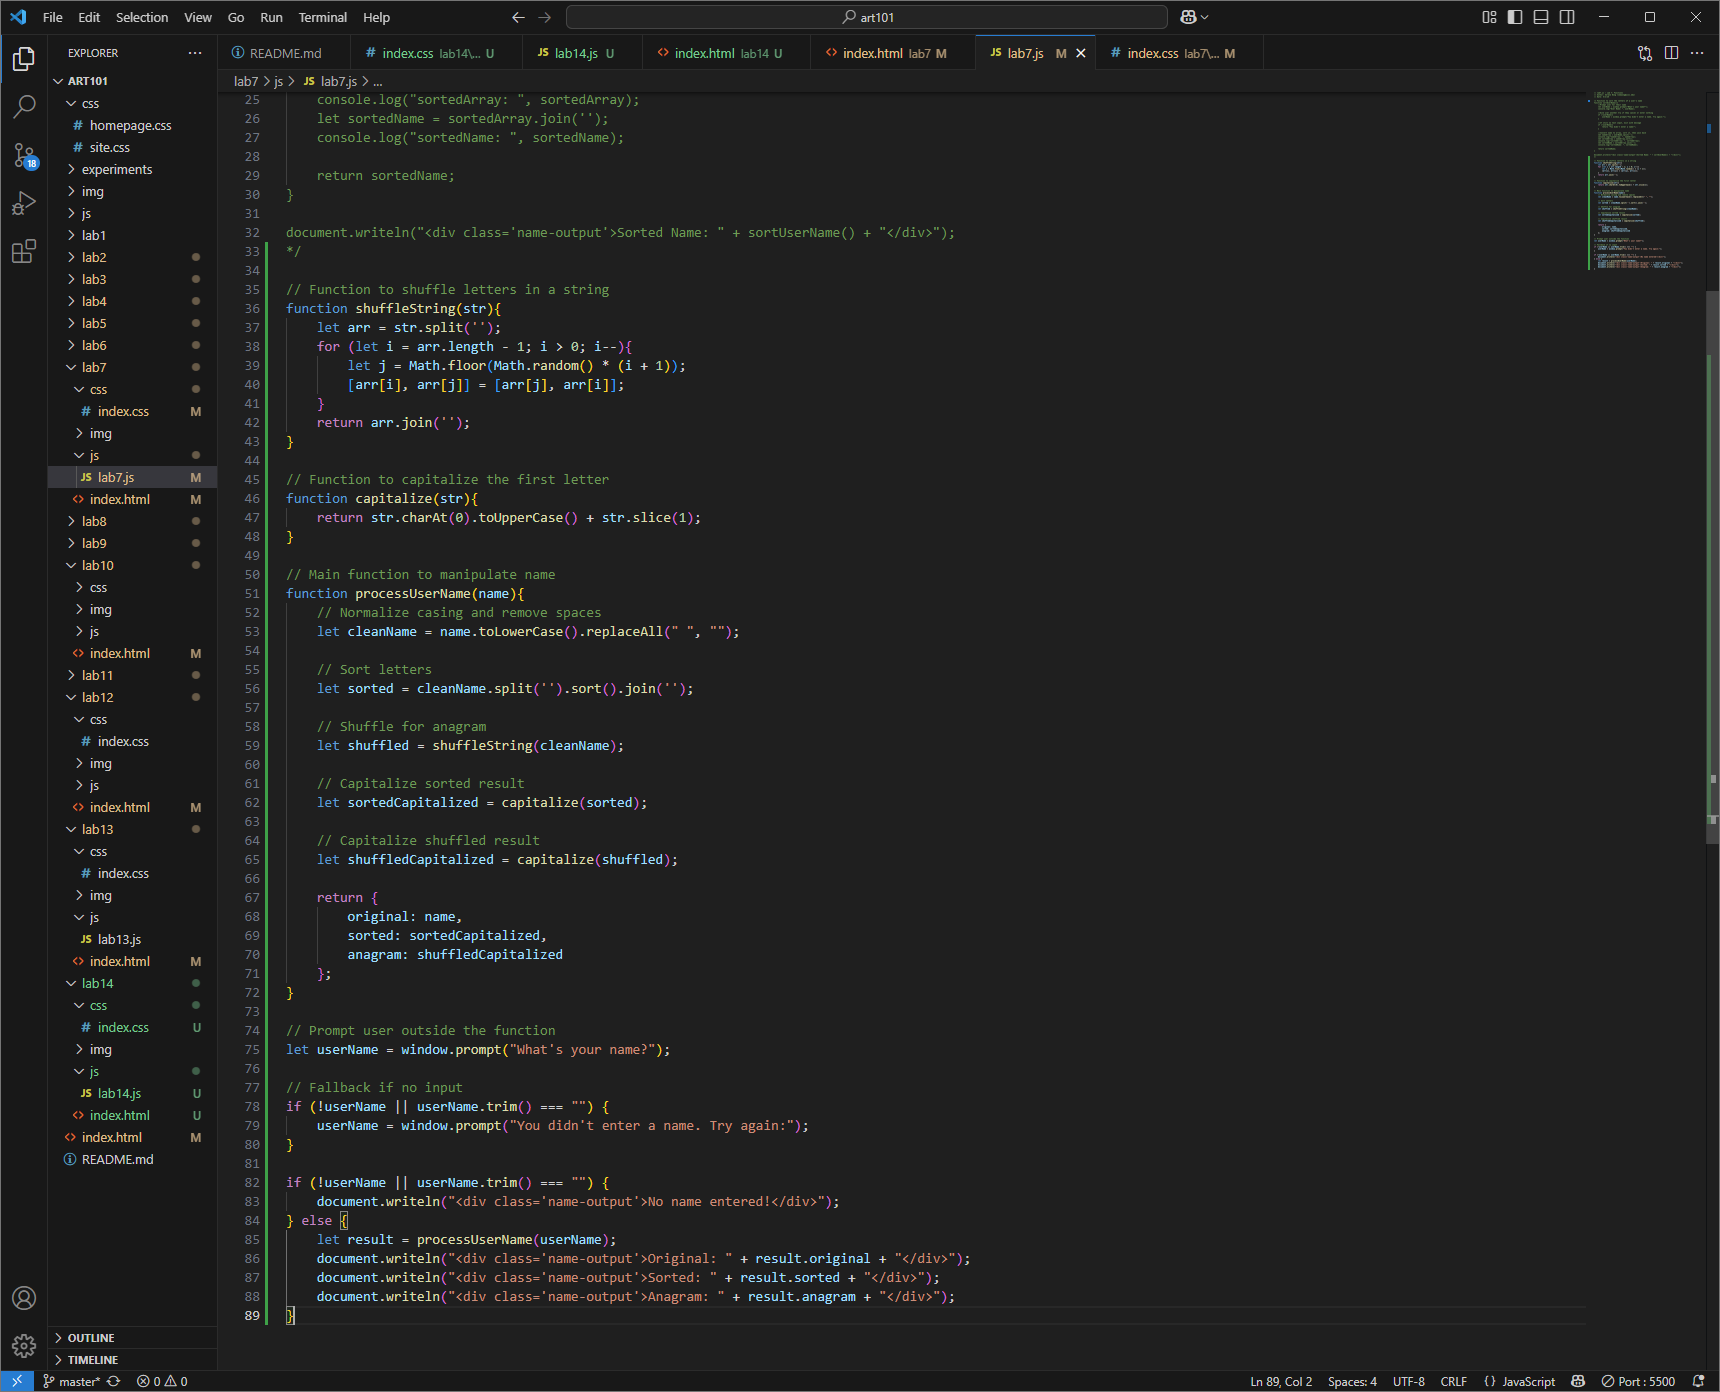 File Edit Selection View Go Run Terminal Help
art101
EXPLORER
README.md
# index.css lab14\... U
JS lab14.js U
<> index.html lab14 U
<> index.html lab7 M
JS lab7.js M
# index.css lab7\... M
lab7 > js > JS lab7.js > ...
ART101
css
# homepage.css
# site.css
experiments
img
js
lab1
lab2
lab3
lab4
lab5
lab6
lab7
css
# index.css M
img
js
JS lab7.js M
<> index.html M
lab8
lab9
lab10
css
img
js
<> index.html M
lab11
lab12
css
# index.css
img
js
<> index.html M
lab13
css
# index.css
img
js
JS lab13.js
<> index.html M
lab14
css
# index.css U
img
js
JS lab14.js U
<> index.html U
<> index.html M
README.md
OUTLINE
TIMELINE
18
25 console.log("sortedArray: ", sortedArray);
26 let sortedName = sortedArray.join('');
27 console.log("sortedName: ", sortedName);
28
29 return sortedName;
30 }
31
32 document.writeln("<div class='name-output'>Sorted Name: " + sortUserName() + "</div>");
33 */
34
35 // Function to shuffle letters in a string
36 function shuffleString(str){
37 let arr = str.split('');
38 for (let i = arr.length - 1; i > 0; i--){
39 let j = Math.floor(Math.random() * (i + 1));
40 [arr[i], arr[j]] = [arr[j], arr[i]];
41 }
42 return arr.join('');
43 }
44
45 // Function to capitalize the first letter
46 function capitalize(str){
47 return str.charAt(0).toUpperCase() + str.slice(1);
48 }
49
50 // Main function to manipulate name
51 function processUserName(name){
52 // Normalize casing and remove spaces
53 let cleanName = name.toLowerCase().replaceAll(" ", "");
54
55 // Sort letters
56 let sorted = cleanName.split('').sort().join('');
57
58 // Shuffle for anagram
59 let shuffled = shuffleString(cleanName);
60
61 // Capitalize sorted result
62 let sortedCapitalized = capitalize(sorted);
63
64 // Capitalize shuffled result
65 let shuffledCapitalized = capitalize(shuffled);
66
67 return {
68 original: name,
69 sorted: sortedCapitalized,
70 anagram: shuffledCapitalized
71 };
72 }
73
74 // Prompt user outside the function
75 let userName = window.prompt("What's your name?");
76
77 // Fallback if no input
78 if (!userName || userName.trim() === "") {
79 userName = window.prompt("You didn't enter a name. Try again:");
80 }
81
82 if (!userName || userName.trim() === "") {
83 document.writeln("<div class='name-output'>No name entered!</div>");
84 } else {
85 let result = processUserName(userName);
86 document.writeln("<div class='name-output'>Original: " + result.original + "</div>");
87 document.writeln("<div class='name-output'>Sorted: " + result.sorted + "</div>");
88 document.writeln("<div class='name-output'>Anagram: " + result.anagram + "</div>");
89 }
master* 0 0 Ln 89, Col 2 Spaces: 4 UTF-8 CRLF {} JavaScript Port : 5500